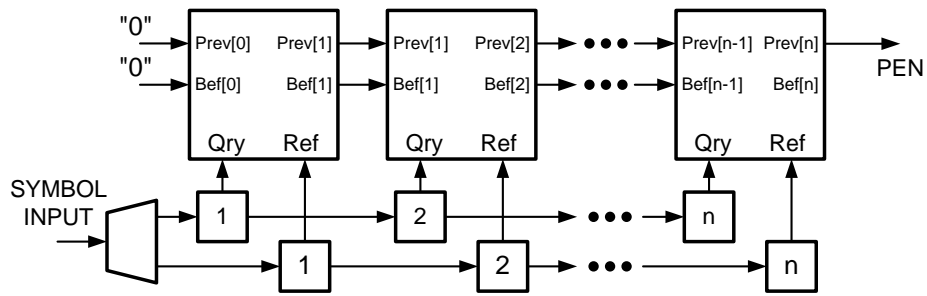 "0"
Prev[0] Prev[1] Prev[1] Prev[2] Prev[n-1] Prev[n]
PEN
"0"
Bef[0] Bef[1] Bef[1] Bef[2] Bef[n-1] Bef[n]
Qry Ref Qry Ref Qry Ref
SYMBOL
INPUT
1 2 n
1 2 n